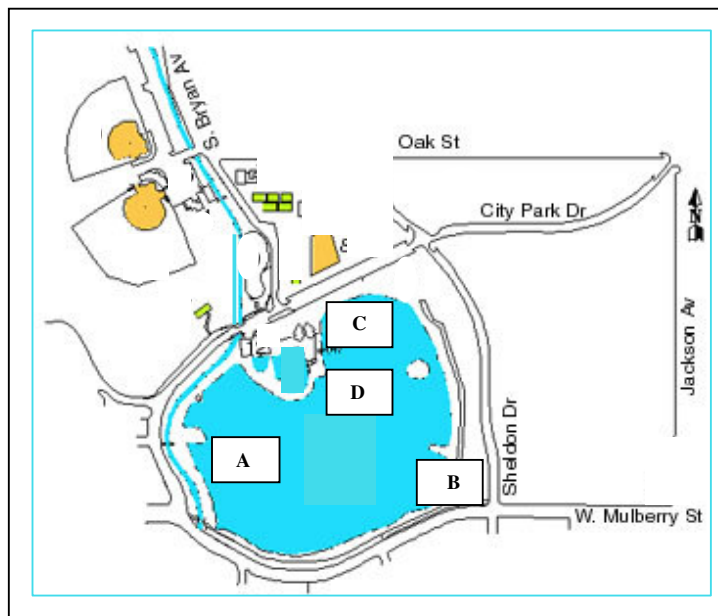 S. Bryan Av
Oak St
City Park Dr
N
C
Jackson Av
D
Sheldon Dr
A
B
W. Mulberry St